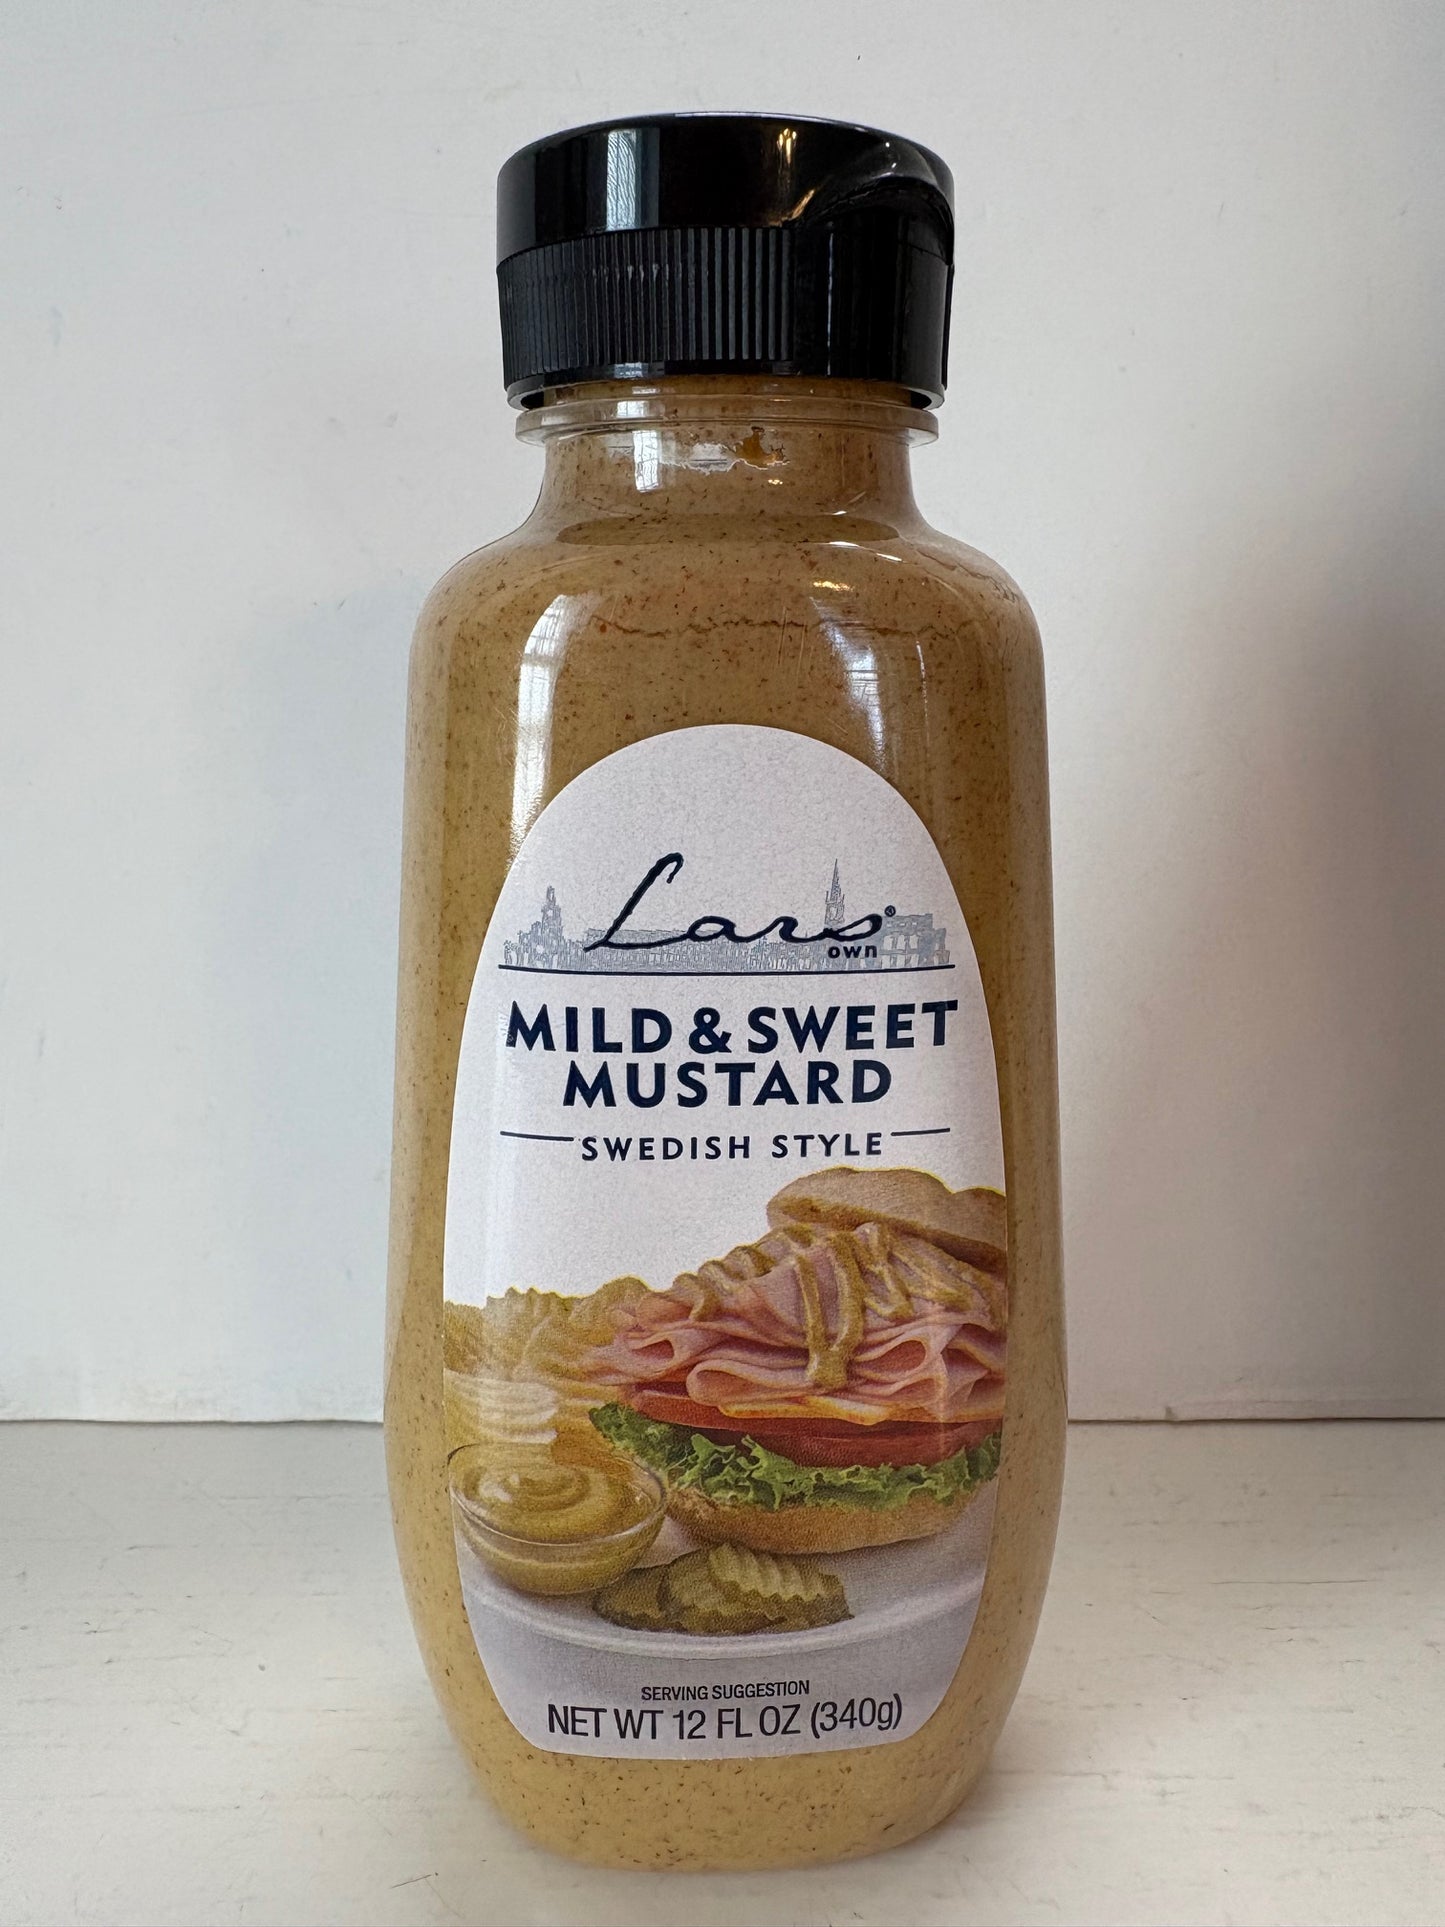 Lars®
own
MILD & SWEET
MUSTARD
SWEDISH STYLE
SERVING SUGGESTION
NET WT 12 FL OZ (340g)